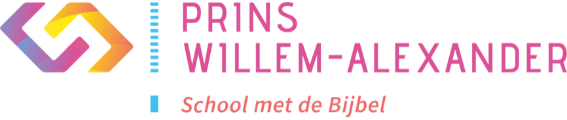 PRINS
WILLEM-ALEXANDER
School met de Bijbel